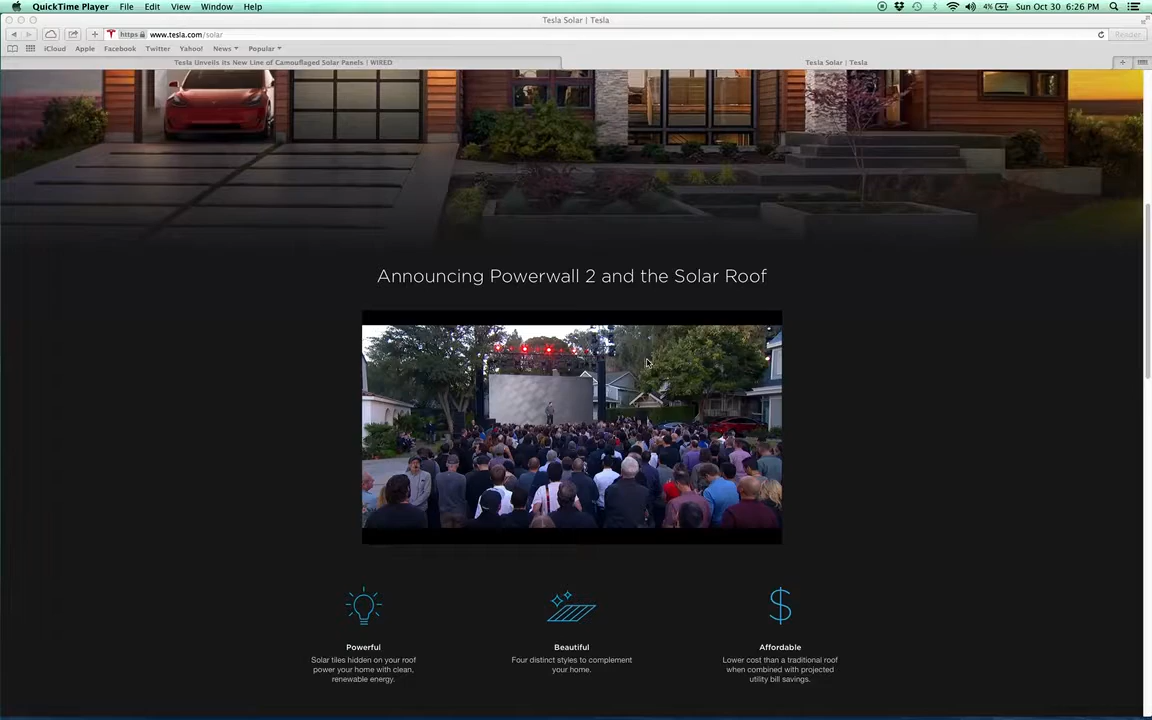 QuickTime Player File Edit View Window Help 4% Sun Oct 30 6:26 PM
Tesla Solar | Tesla
https www.tesla.com/solar Reader
iCloud Apple Facebook Twitter Yahoo! News Popular
Tesla Unveils its New Line of Camouflaged Solar Panels | WIRED Tesla Solar | Tesla
Announcing Powerwall 2 and the Solar Roof
Powerful
Solar tiles hidden on your roof
power your home with clean,
renewable energy.
Beautiful
Four distinct styles to complement
your home.
Affordable
Lower cost than a traditional roof
when combined with projected
utility bill savings.